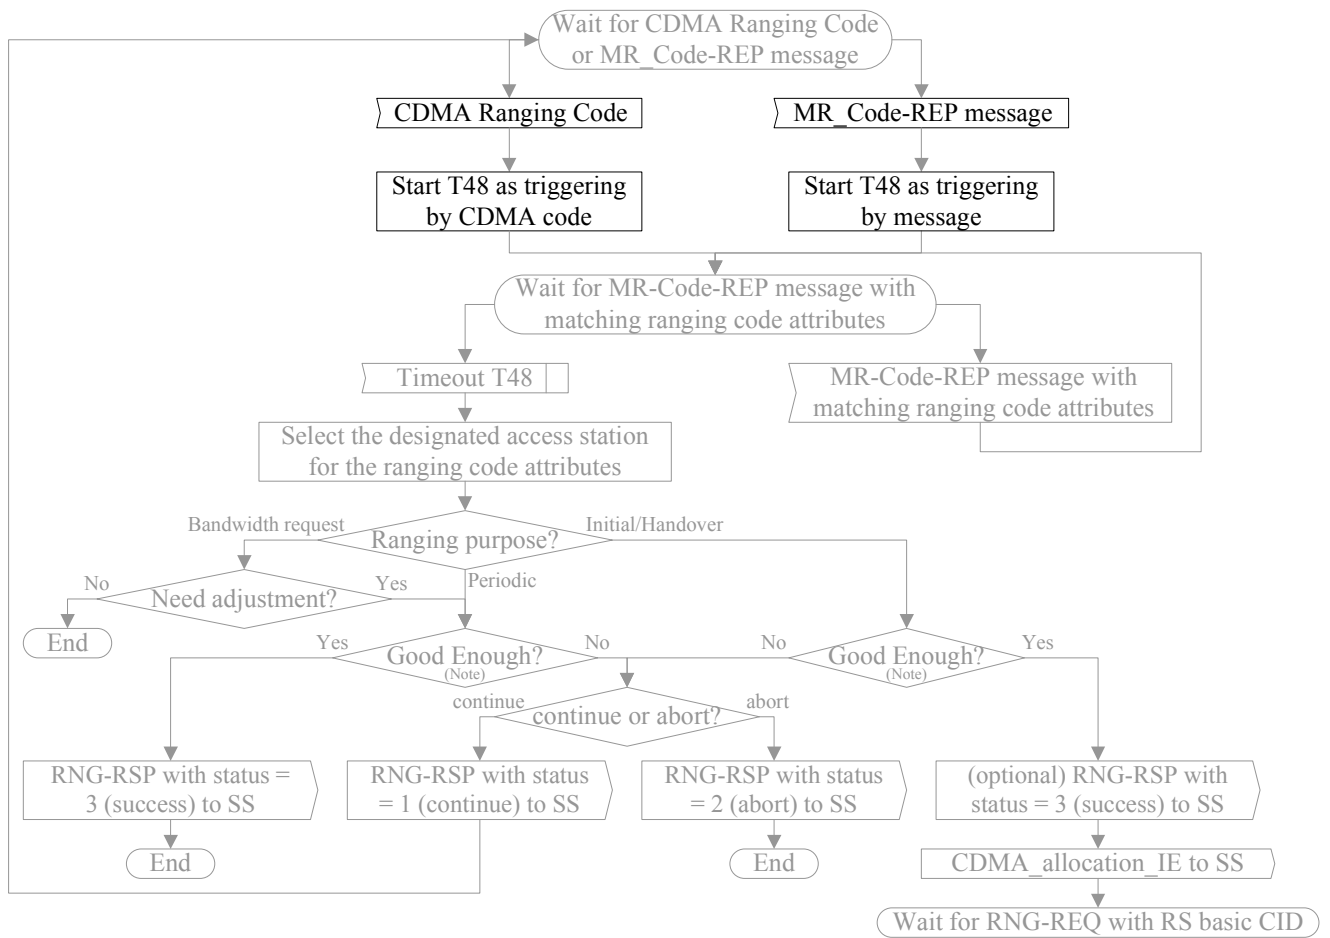 Wait for CDMA Ranging Code
or MR_Code-REP message
CDMA Ranging Code
MR_Code-REP message
Start T48 as triggering
by CDMA code
Start T48 as triggering
by message
Wait for MR-Code-REP message with
matching ranging code attributes
Timeout T48
MR-Code-REP message with
matching ranging code attributes
Select the designated access station
for the ranging code attributes
Bandwidth request
Ranging purpose?
Initial/Handover
Periodic
No
Need adjustment?
Yes
End
Yes
Good Enough?
(Note)
No
No
Good Enough?
(Note)
Yes
continue
continue or abort?
abort
RNG-RSP with status =
3 (success) to SS
RNG-RSP with status
= 1 (continue) to SS
RNG-RSP with status
= 2 (abort) to SS
(optional) RNG-RSP with
status = 3 (success) to SS
End
End
CDMA_allocation_IE to SS
Wait for RNG-REQ with RS basic CID